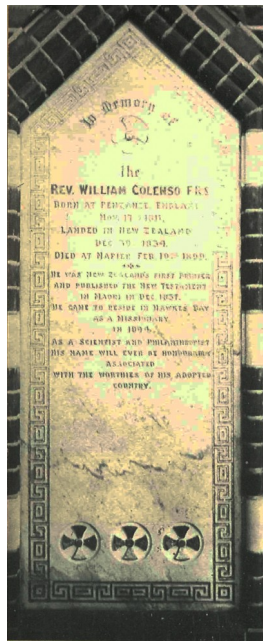 In Memory of
The
REV. WILLIAM COLENSO FRS
BORN AT PENZANCE, ENGLAND
NOV. 17 1811.
LANDED IN NEW ZEALAND
DEC 30 1834.
DIED AT NAPIER FEB. 10TH 1899.
HE WAS NEW ZEALAND'S FIRST PRINTER
AND PUBLISHED THE NEW TESTAMENT
IN MAORI IN DEC 1837.
HE CAME TO RESIDE IN HAWKES BAY
AS A MISSIONARY,
IN 1844.
AS A SCIENTIST AND PHILANTHROPIST
HIS NAME WILL EVER BE HONOURABLY
ASSOCIATED
WITH THE WORTHIES OF HIS ADOPTED
COUNTRY.